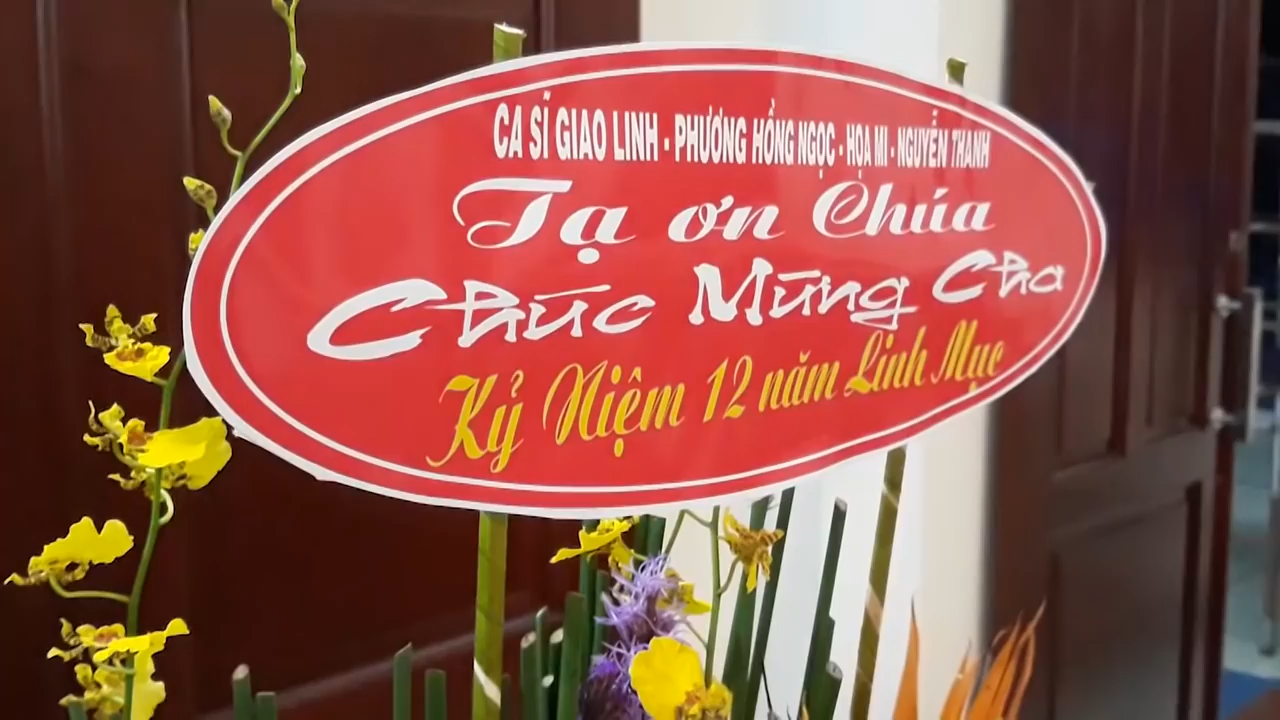 CA SĨ GIAO LINH - PHƯƠNG HỒNG NGỌC - HỌA MI - NGUYỄN THANH
Tạ ơn Chúa
Chúc Mừng Cha
Kỷ Niệm 12 năm Linh Mục